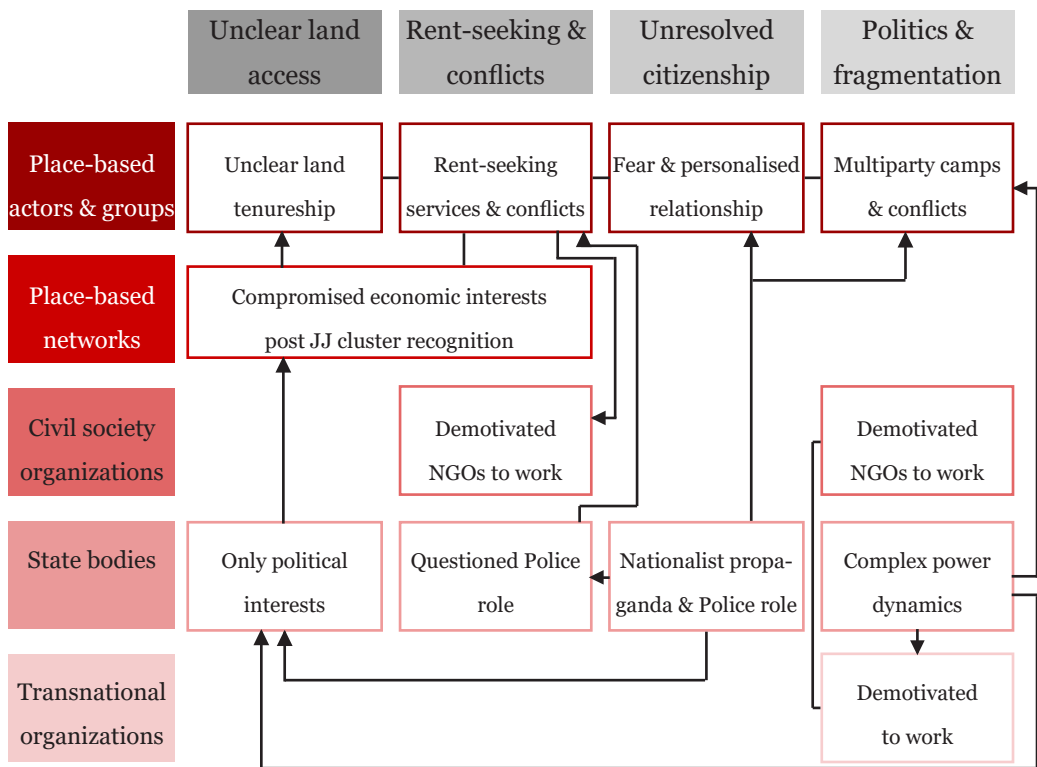 Unclear land
access
Rent-seeking &
conflicts
Unresolved
citizenship
Politics &
fragmentation
Place-based
actors & groups
Unclear land
tenureship
Rent-seeking
services & conflicts
Fear & personalised
relationship
Multiparty camps
& conflicts
Place-based
networks
Compromised economic interests
post JJ cluster recognition
Civil society
organizations
Demotivated
NGOs to work
Demotivated
NGOs to work
State bodies
Only political
interests
Questioned Police
role
Nationalist propa-
ganda & Police role
Complex power
dynamics
Transnational
organizations
Demotivated
to work